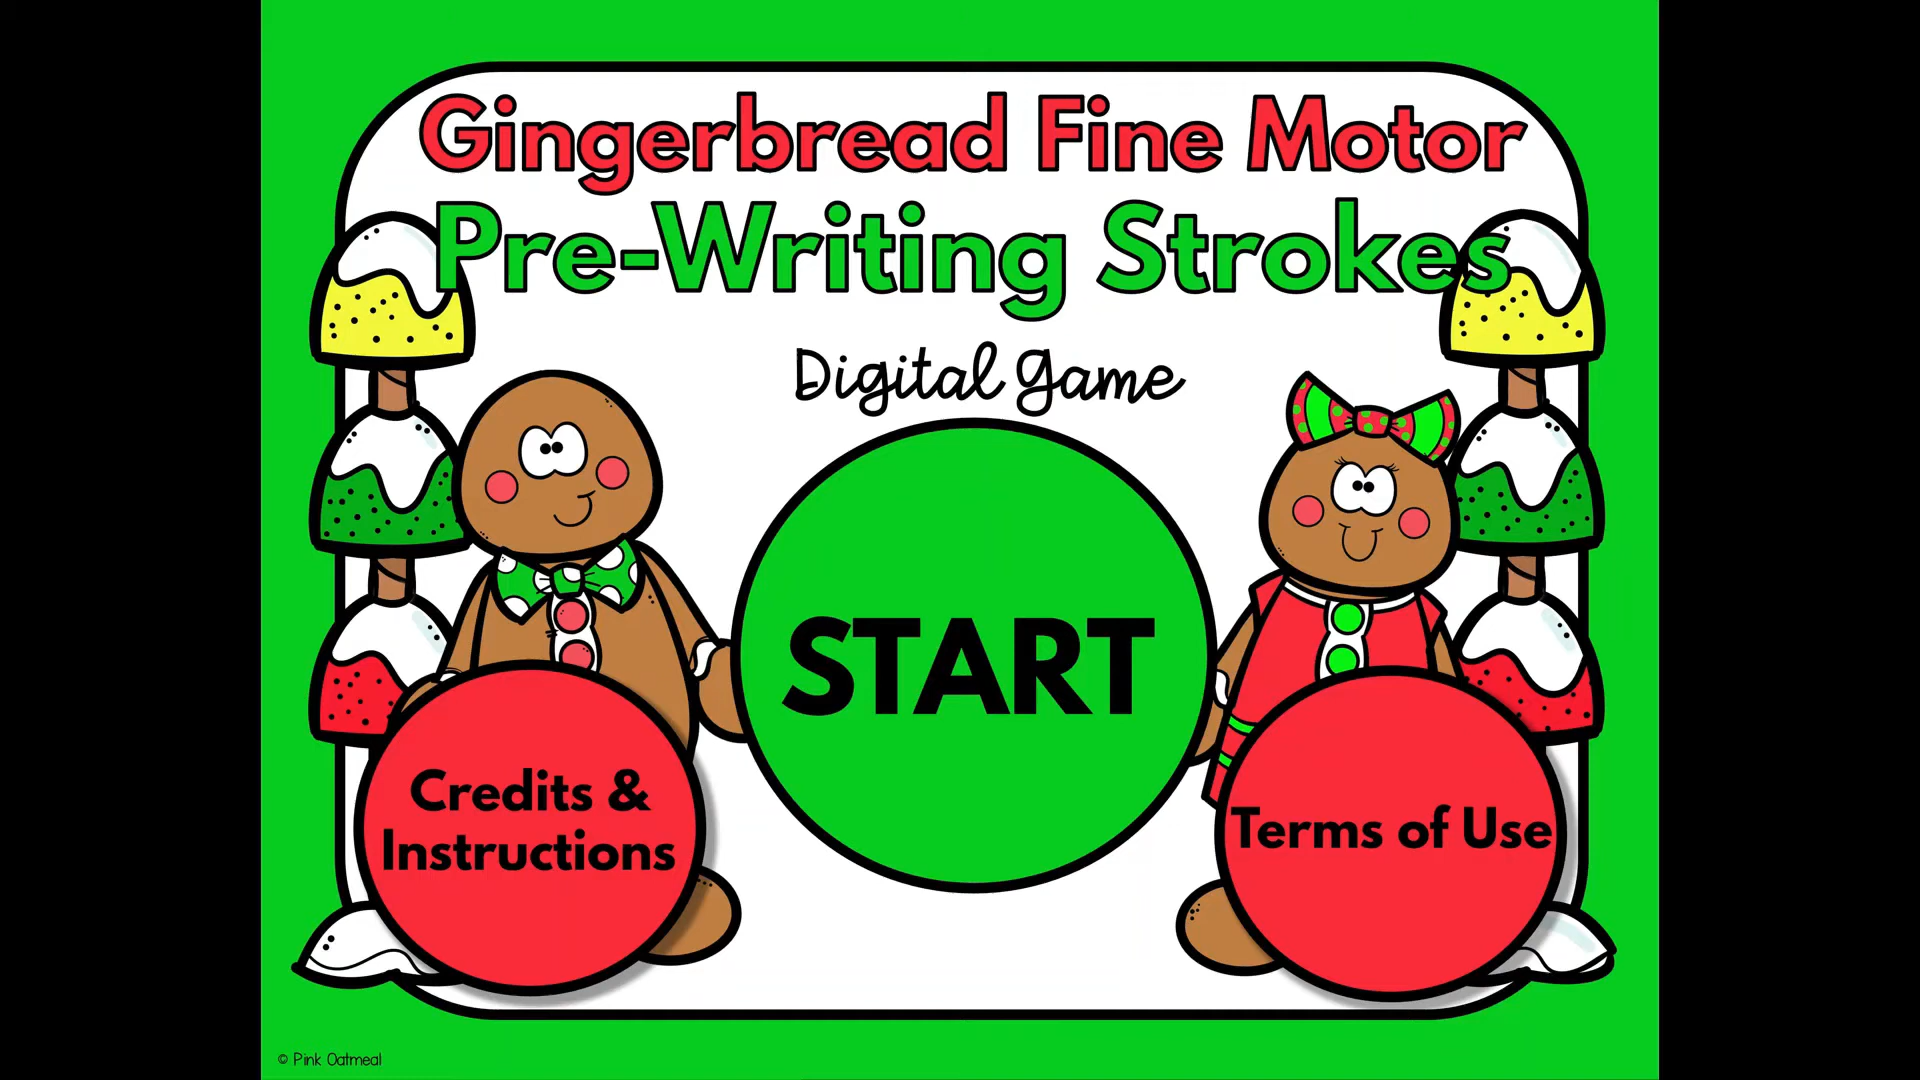 Gingerbread Fine Motor
Pre-Writing Strokes
Digital Game
START
Credits &
Instructions
Terms of Use
© Pink Oatmeal